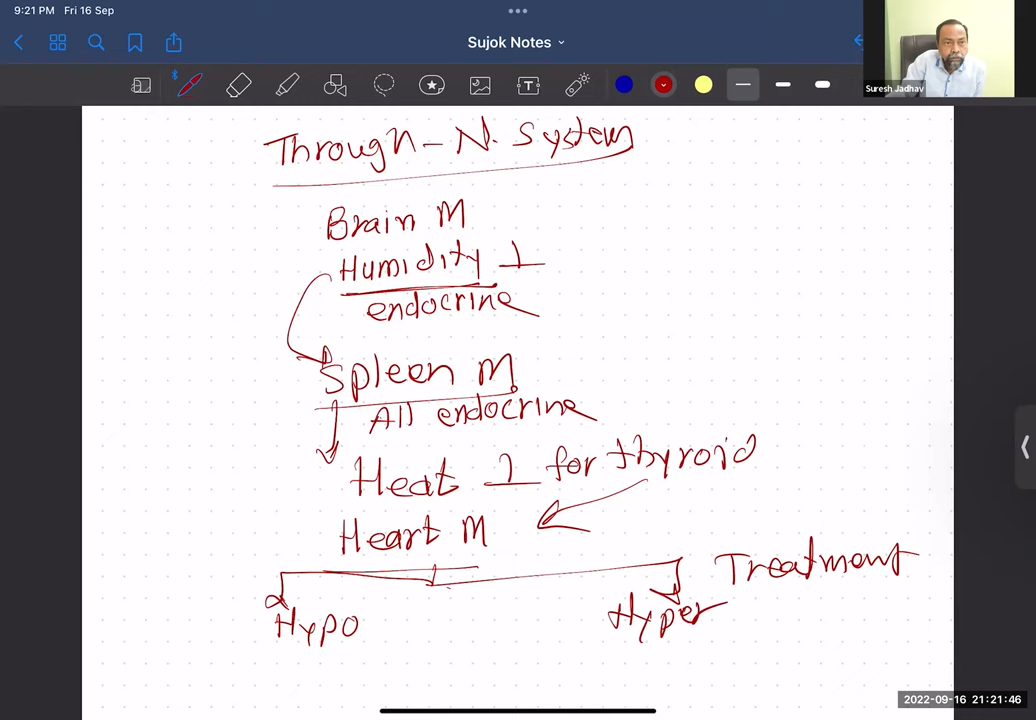 9:21 PM Fri 16 Sep
Sujok Notes
Suresh Jadhav
Through - N. System
Brain M
Humidity ⊥
endocrine
Spleen M
All endocrine
Heat ⊥ for thyroid
Heart M
Treatment
Hypo Hyper
2022-09-16 21:21:46